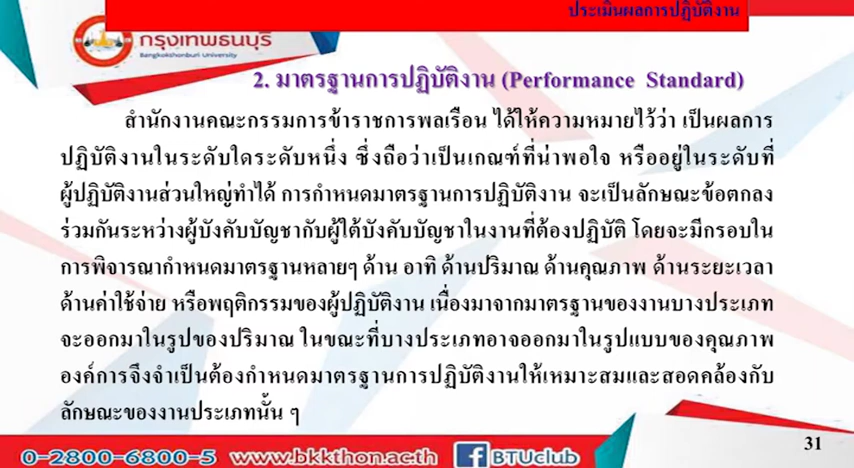 ประเมินผลการปฏิบัติงาน
กรุงเทพธนบุรี
Bangkokthonburi University
2. มาตรฐานการปฏิบัติงาน (Performance Standard)
สำนักงานคณะกรรมการข้าราชการพลเรือน ได้ให้ความหมายไว้ว่า เป็นผลการ
ปฏิบัติงานในระดับใดระดับหนึ่ง ซึ่งถือว่าเป็นเกณฑ์ที่น่าพอใจ หรืออยู่ในระดับที่
ผู้ปฏิบัติงานส่วนใหญ่ทำได้ การกำหนดมาตรฐานการปฏิบัติงาน จะเป็นลักษณะข้อตกลง
ร่วมกันระหว่างผู้บังคับบัญชากับผู้ใต้บังคับบัญชาในงานที่ต้องปฏิบัติ โดยจะมีกรอบใน
การพิจารณากำหนดมาตรฐานหลายๆ ด้าน อาทิ ด้านปริมาณ ด้านคุณภาพ ด้านระยะเวลา
ด้านค่าใช้จ่าย หรือพฤติกรรมของผู้ปฏิบัติงาน เนื่องมาจากมาตรฐานของงานบางประเภท
จะออกมาในรูปของปริมาณ ในขณะที่บางประเภทอาจออกมาในรูปแบบของคุณภาพ
องค์การจึงจำเป็นต้องกำหนดมาตรฐานการปฏิบัติงานให้เหมาะสมและสอดคล้องกับ
ลักษณะของงานประเภทนั้น ๆ
31
0-2800-6800-5 www.bkkthon.ac.th f BTUclub